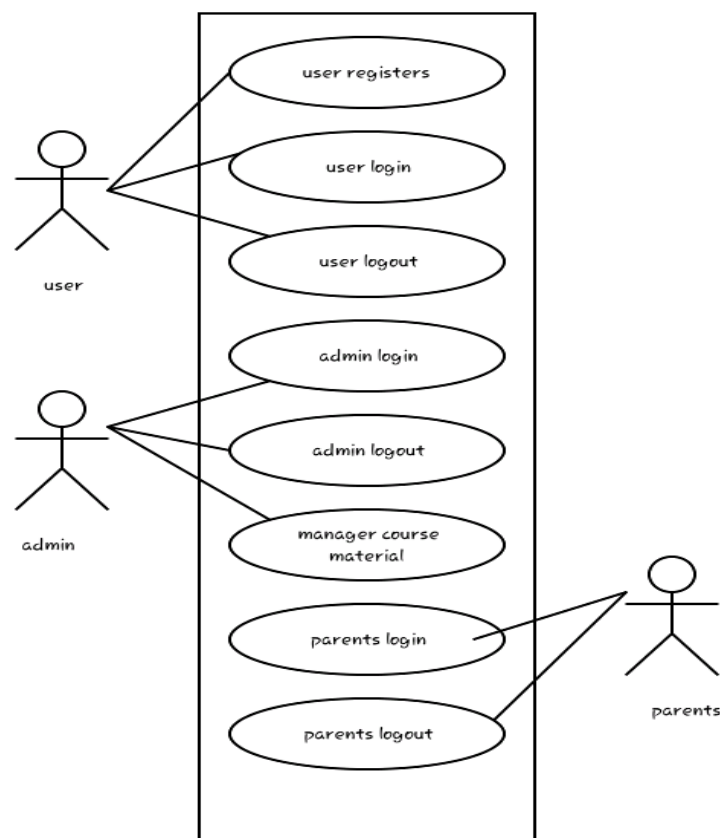 user registers
user login
user
user logout
admin login
admin logout
admin
manager course
material
parents login
parents
parents logout